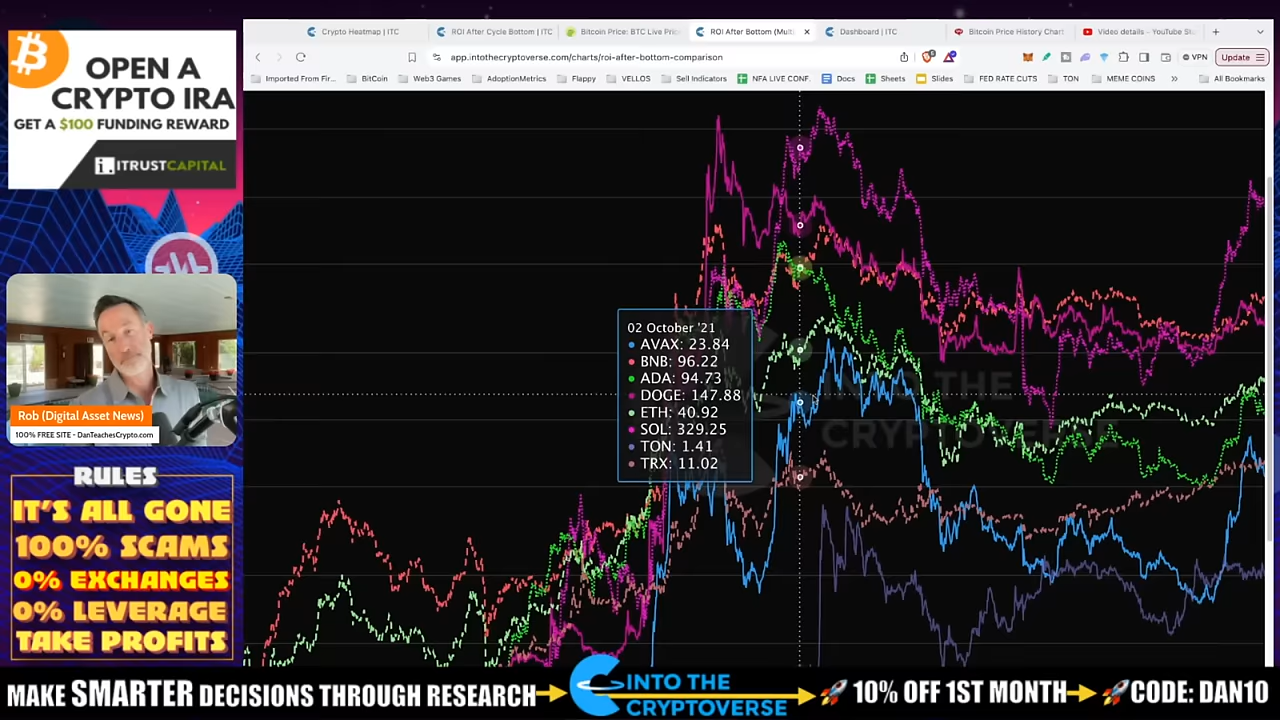 OPEN A
CRYPTO IRA
GET A $100 FUNDING REWARD
ITRUSTCAPITAL
Crypto Heatmap | ITC
ROI After Cycle Bottom | ITC
Bitcoin Price: BTC Live Pric
ROI After Bottom (Mult
Dashboard | ITC
Bitcoin Price History Chart
Video details - YouTube St
app.intothecryptoverse.com/charts/roi-after-bottom-comparison
VPN
Update
Imported From Fir...
BitCoin
Web3 Games
AdoptionMetrics
Flappy
VELLOS
Sell Indicators
NFA LIVE CONF.
Docs
Sheets
Slides
FED RATE CUTS
TON
MEME COINS
All Bookmarks
02 October '21
AVAX: 23.84
BNB: 96.22
ADA: 94.73
DOGE: 147.88
ETH: 40.92
SOL: 329.25
TON: 1.41
TRX: 11.02
INTO THE
CRYPTOVERSE
Rob (Digital Asset News)
100% FREE SITE - DanTeachesCrypto.com
RULES
IT'S ALL GONE
100% SCAMS
0% EXCHANGES
0% LEVERAGE
TAKE PROFITS
MAKE SMARTER DECISIONS THROUGH RESEARCH
INTO THE
CRYPTOVERSE
10% OFF 1ST MONTH
CODE: DAN10